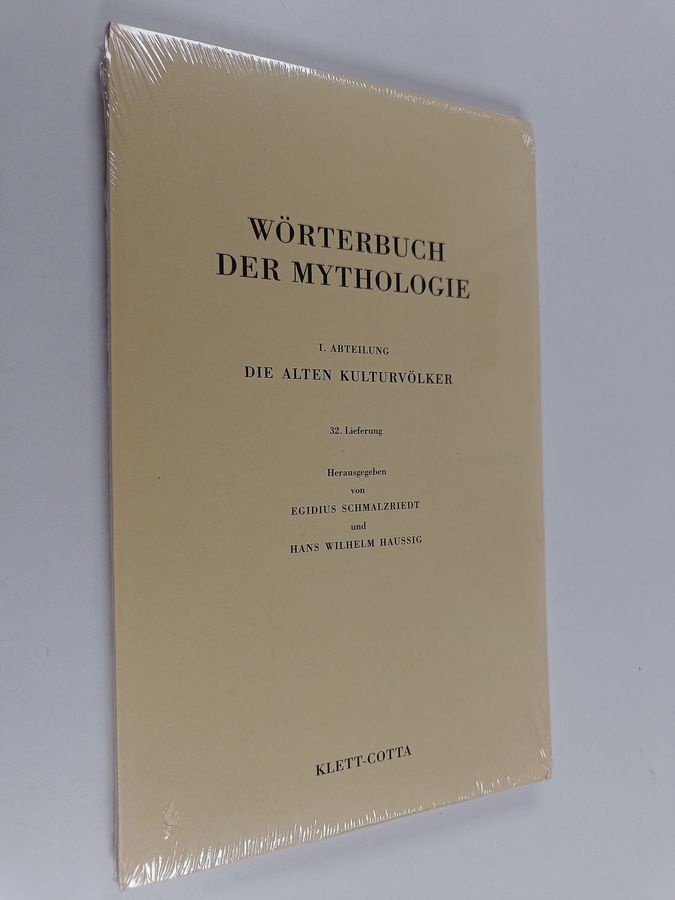 WÖRTERBUCH
DER MYTHOLOGIE
I. ABTEILUNG
DIE ALTEN KULTURVÖLKER
32. Lieferung
Herausgegeben
von
EGIDIUS SCHMALZRIEDT
und
HANS WILHELM HAUSSIG
KLETT-COTTA